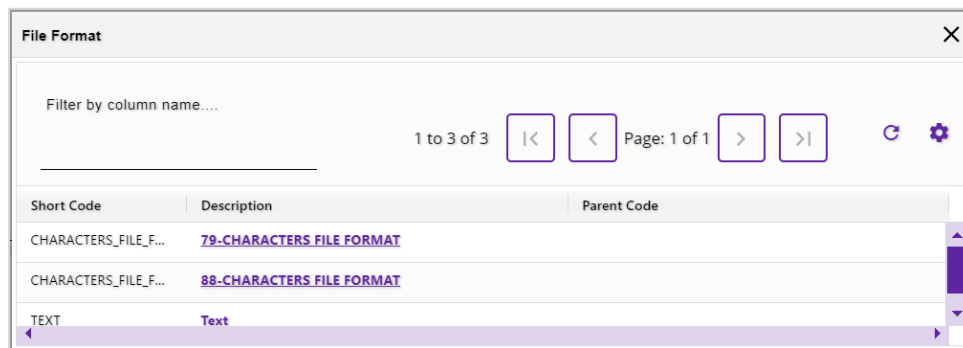 File Format
Filter by column name....
1 to 3 of 3 Page: 1 of 1
Short Code Description Parent Code
CHARACTERS_FILE_F... 79-CHARACTERS FILE FORMAT
CHARACTERS_FILE_F... 88-CHARACTERS FILE FORMAT
TEXT Text